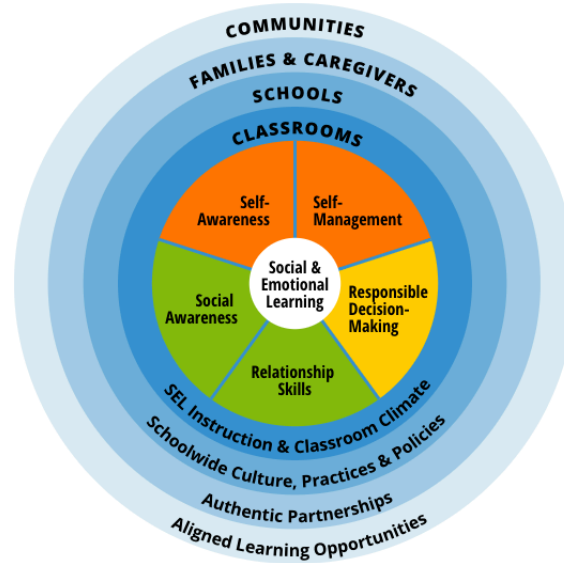 COMMUNITIES
FAMILIES & CAREGIVERS
SCHOOLS
CLASSROOMS
Self-
Awareness
Self-
Management
Social &
Emotional
Learning
Social
Awareness
Responsible
Decision-
Making
Relationship
Skills
SEL Instruction & Classroom Climate
Schoolwide Culture, Practices & Policies
Authentic Partnerships
Aligned Learning Opportunities